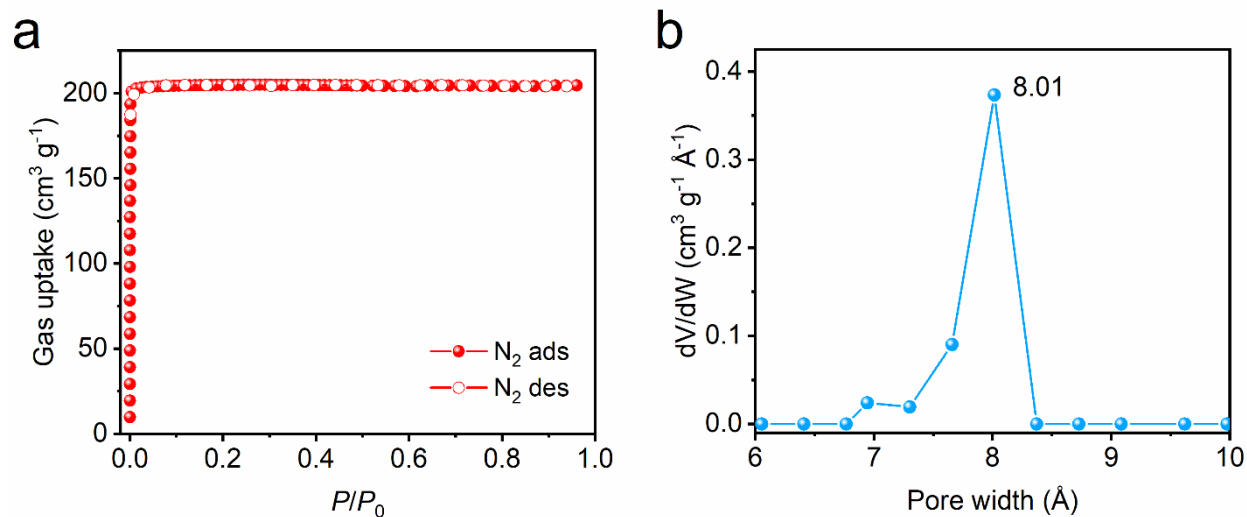 a
Gas uptake (cm³ g⁻¹)
200
150
100
50
0
N₂ ads
N₂ des
0.0 0.2 0.4 0.6 0.8 1.0
P/P₀
b
dV/dW (cm³ g⁻¹ Å⁻¹)
0.4
0.3
0.2
0.1
0.0
8.01
6 7 8 9 10
Pore width (Å)